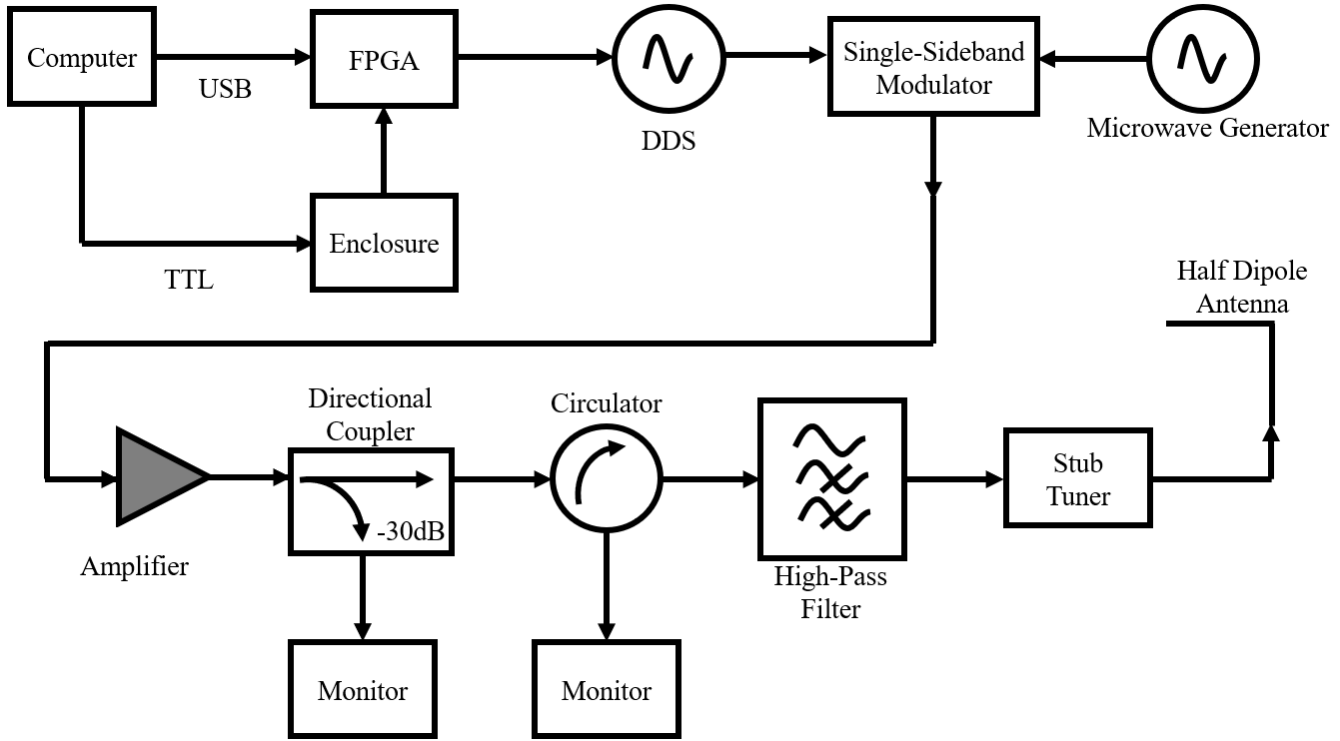 Computer
USB
FPGA
DDS
Single-Sideband
Modulator
Microwave Generator
TTL
Enclosure
Half Dipole
Antenna
Amplifier
Directional
Coupler
-30dB
Circulator
High-Pass
Filter
Stub
Tuner
Monitor
Monitor